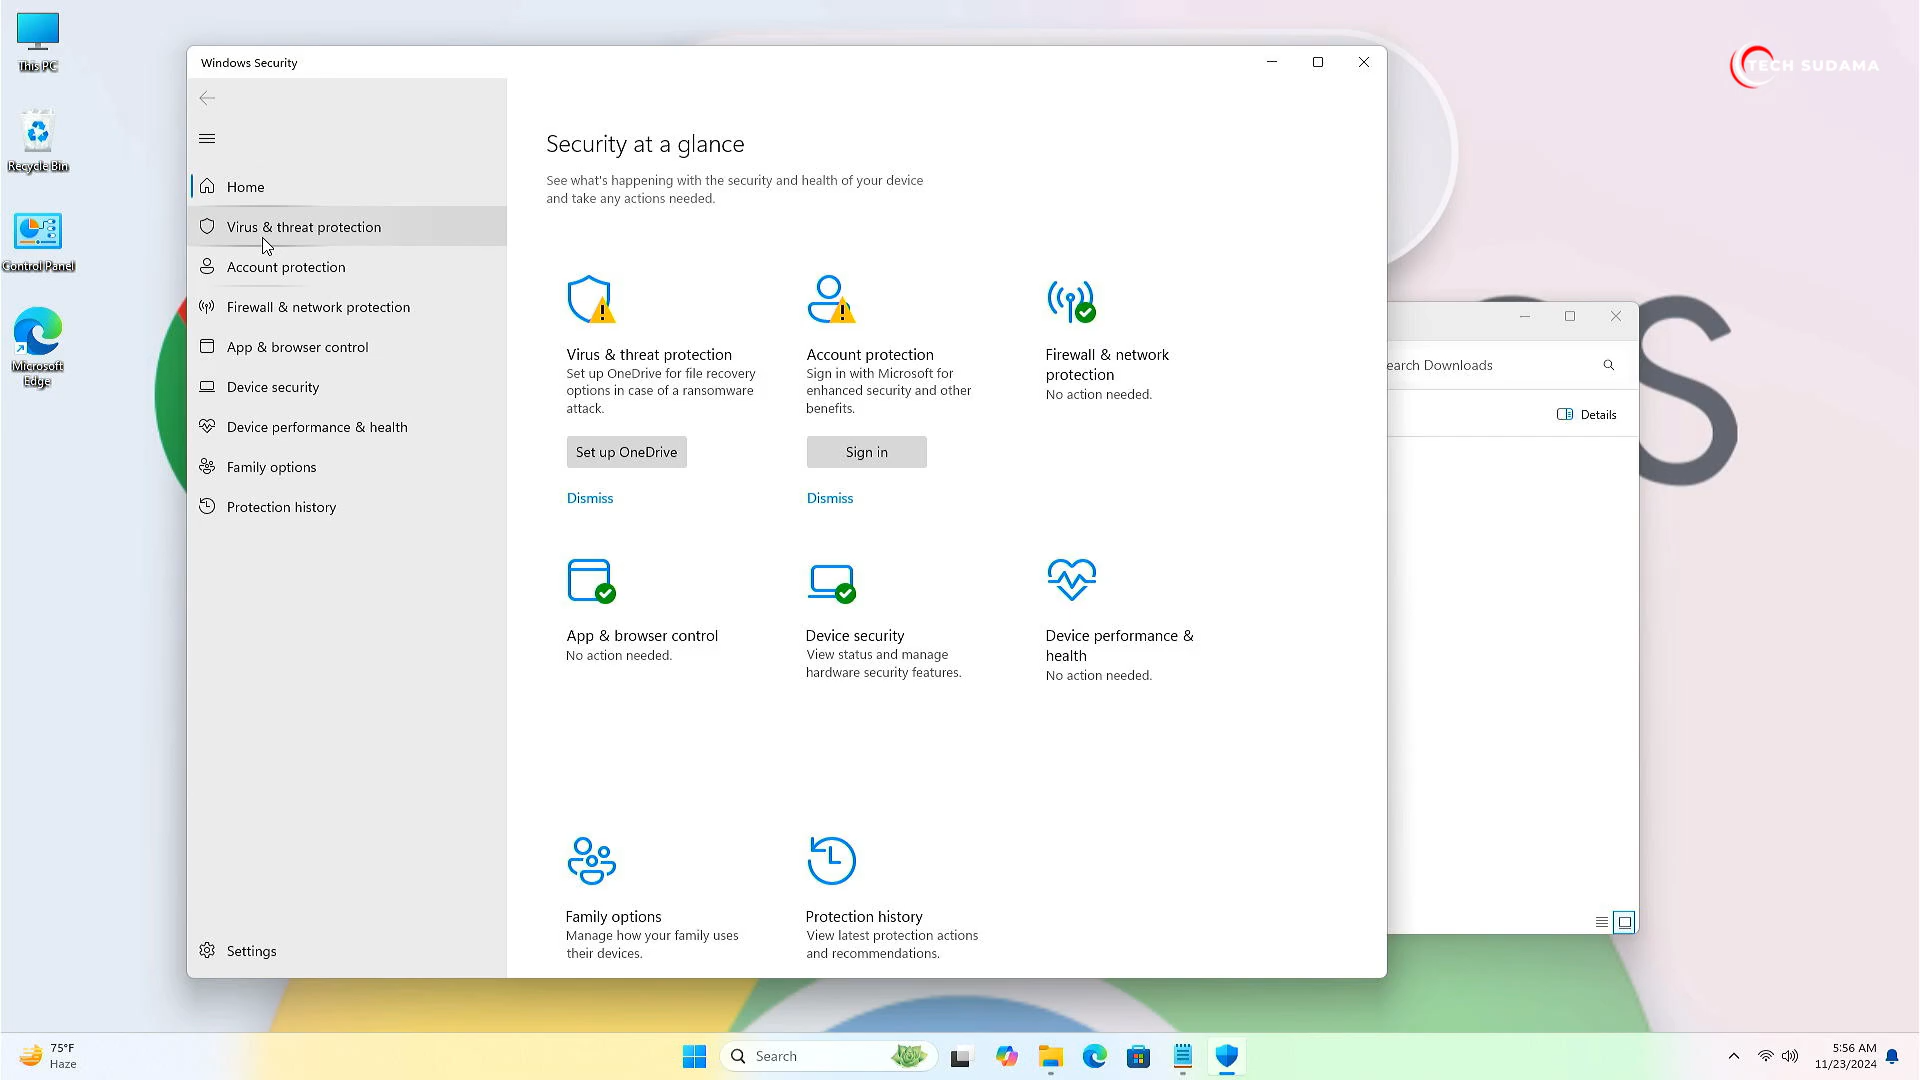 This PC
Recycle Bin
Control Panel
Microsoft
Edge
TECH SUDAMA
Windows Security
Home
Virus & threat protection
Account protection
Firewall & network protection
App & browser control
Device security
Device performance & health
Family options
Protection history
Settings
Security at a glance
See what's happening with the security and health of your device
and take any actions needed.
Virus & threat protection
Set up OneDrive for file recovery
options in case of a ransomware
attack.
Set up OneDrive
Dismiss
Account protection
Sign in with Microsoft for
enhanced security and other
benefits.
Sign in
Dismiss
Firewall & network
protection
No action needed.
App & browser control
No action needed.
Device security
View status and manage
hardware security features.
Device performance &
health
No action needed.
Family options
Manage how your family uses
their devices.
Protection history
View latest protection actions
and recommendations.
earch Downloads
Details
S
75°F
Haze
Search
5:56 AM
11/23/2024